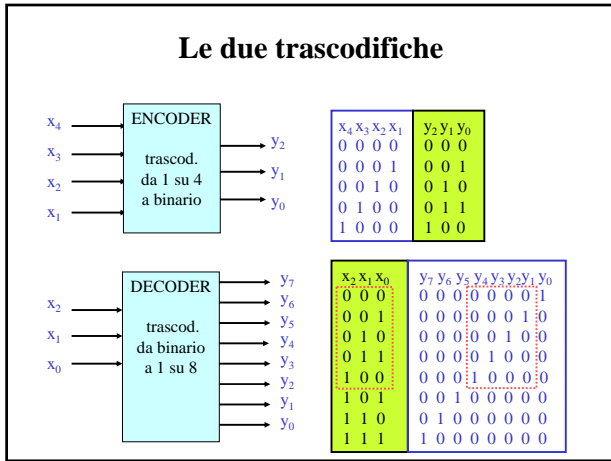 Le due trascodifiche
x4
x3
x2
x1
ENCODER
trascod.
da 1 su 4
a binario
y2
y1
y0
x4 x3 x2 x1 y2 y1 y0
0 0 0 0 0 0 0
0 0 0 1 0 0 1
0 0 1 0 0 1 0
0 1 0 0 0 1 1
1 0 0 0 1 0 0
x2
x1
x0
DECODER
trascod.
da binario
a 1 su 8
y7
y6
y5
y4
y3
y2
y1
y0
x2 x1 x0 y7 y6 y5 y4 y3 y2 y1 y0
0 0 0 0 0 0 0 0 0 0 1
0 0 1 0 0 0 0 0 0 1 0
0 1 0 0 0 0 0 0 1 0 0
0 1 1 0 0 0 0 1 0 0 0
1 0 0 0 0 0 1 0 0 0 0
1 0 1 0 0 1 0 0 0 0 0
1 1 0 0 1 0 0 0 0 0 0
1 1 1 1 0 0 0 0 0 0 0